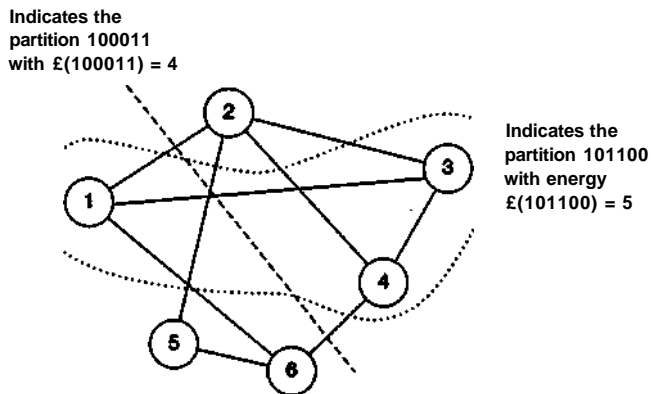 Indicates the
partition 100011
with £(100011) = 4
2
Indicates the
partition 101100
with energy
£(101100) = 5
3
1
4
5
6